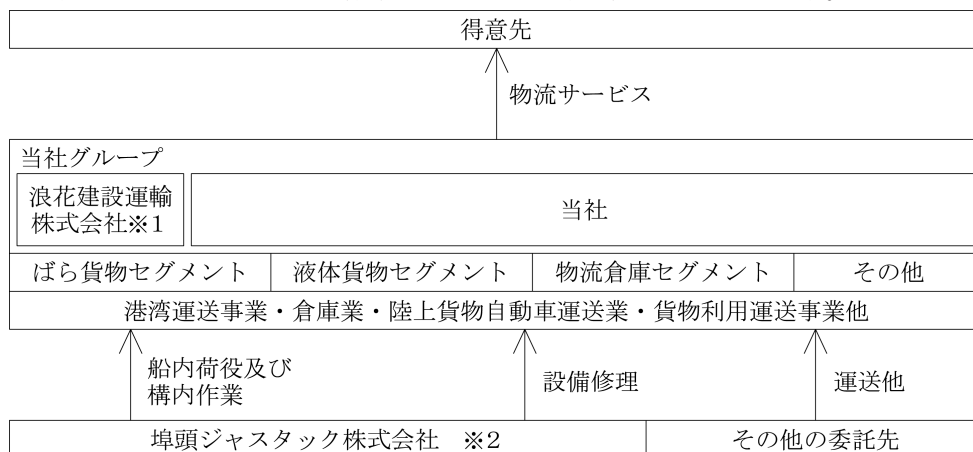 得意先
物流サービス
当社グループ
浪花建設運輸
株式会社※1
当社
ばら貨物セグメント
液体貨物セグメント
物流倉庫セグメント
その他
港湾運送事業・倉庫業・陸上貨物自動車運送業・貨物利用運送事業他
船内荷役及び
構内作業
設備修理
運送他
埠頭ジャスタック株式会社　※2
その他の委託先